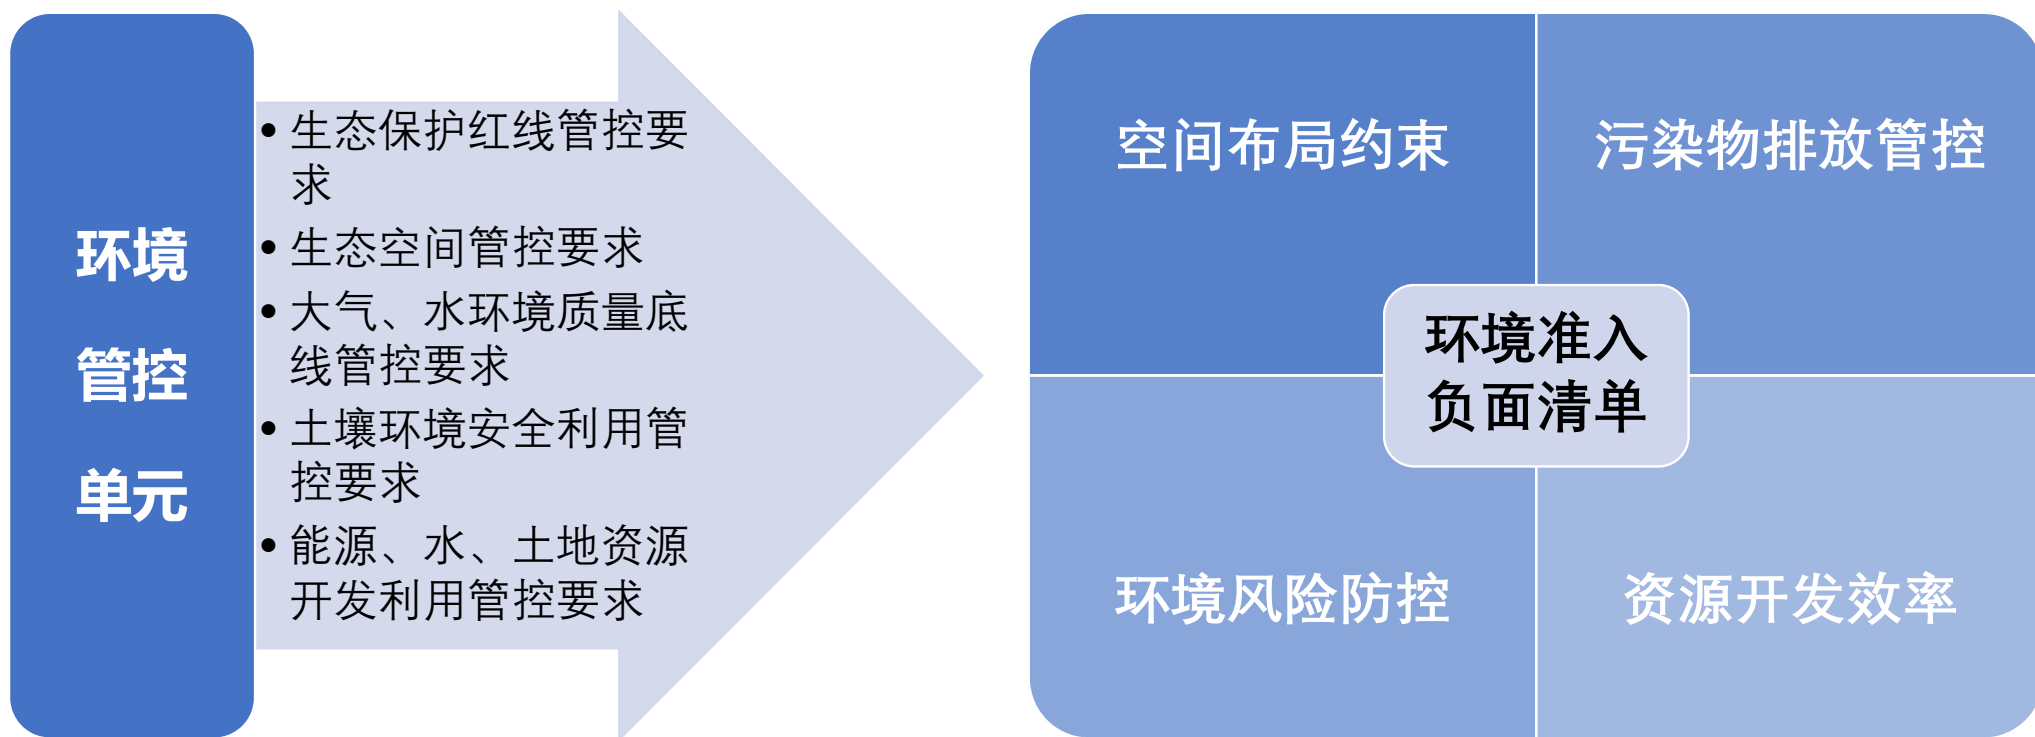 环境
管控
单元
• 生态保护红线管控要
求
• 生态空间管控要求
• 大气、水环境质量底
线管控要求
• 土壤环境安全利用管
控要求
• 能源、水、土地资源
开发利用管控要求
空间布局约束
污染物排放管控
环境准入
负面清单
环境风险防控
资源开发效率